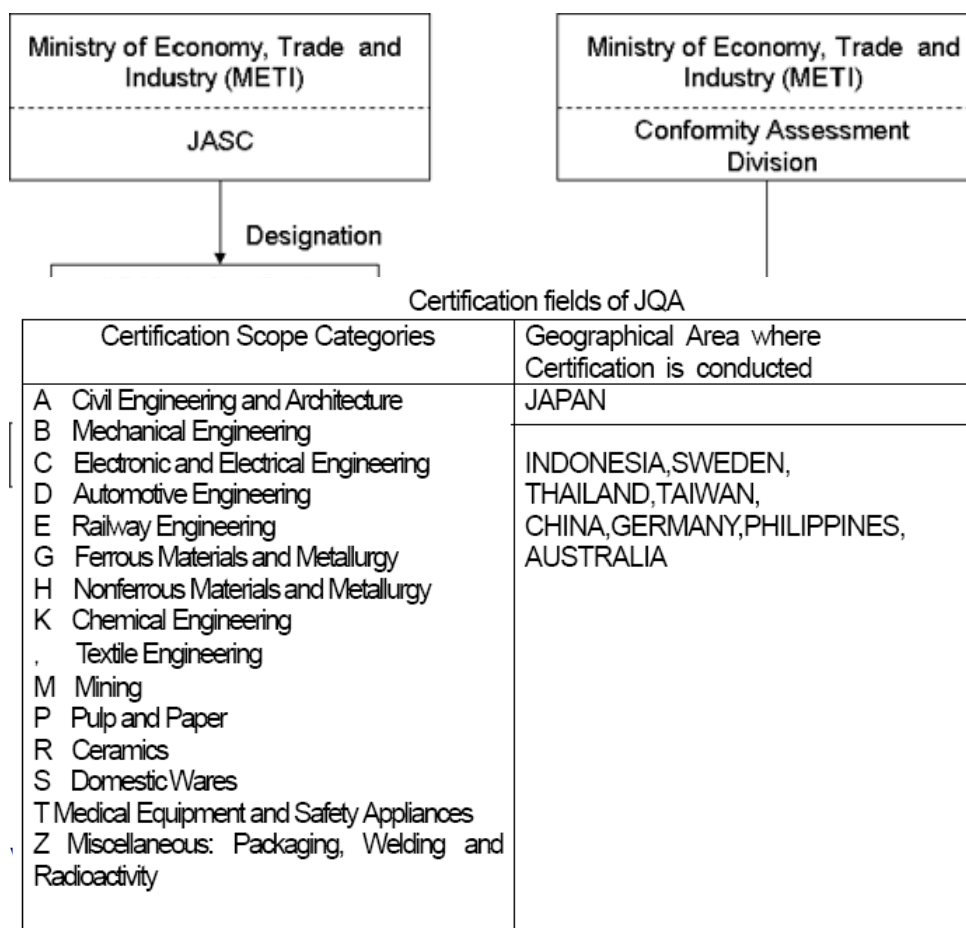 Ministry of Economy, Trade and
Industry (METI)
JASC
Ministry of Economy, Trade and
Industry (METI)
Conformity Assessment
Division
Designation
Certification fields of JQA
Certification Scope Categories
Geographical Area where
Certification is conducted
A Civil Engineering and Architecture
B Mechanical Engineering
C Electronic and Electrical Engineering
D Automotive Engineering
E Railway Engineering
G Ferrous Materials and Metallurgy
H Nonferrous Materials and Metallurgy
K Chemical Engineering
, Textile Engineering
M Mining
P Pulp and Paper
R Ceramics
S Domestic Wares
T Medical Equipment and Safety Appliances
Z Miscellaneous: Packaging, Welding and
Radioactivity
JAPAN
INDONESIA,SWEDEN,
THAILAND,TAIWAN,
CHINA,GERMANY,PHILIPPINES,
AUSTRALIA